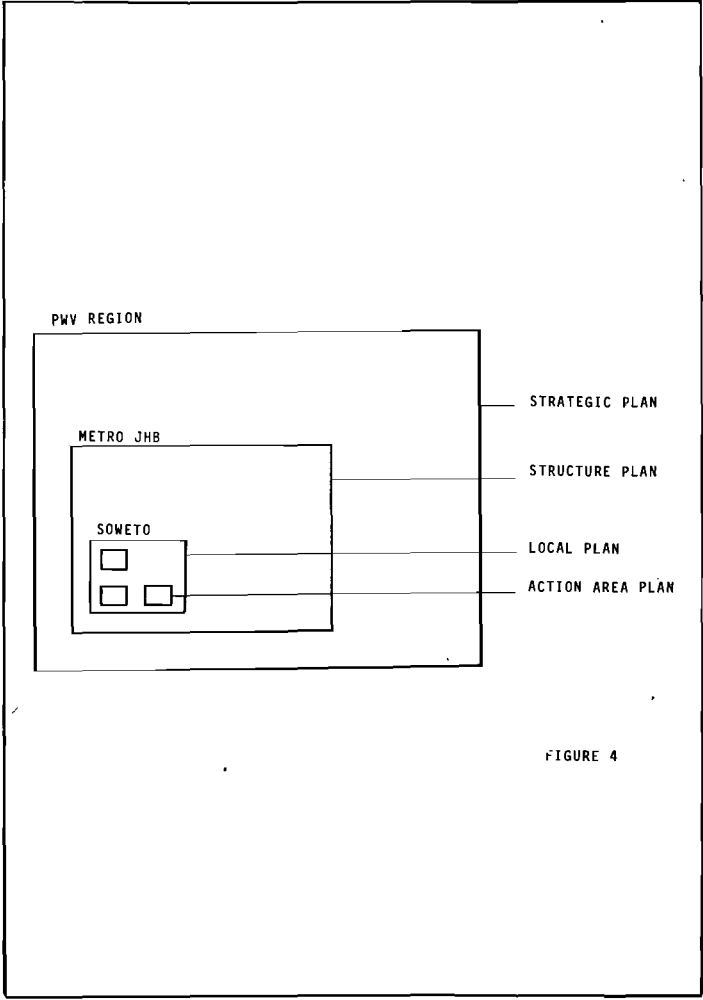 PWV REGION
STRATEGIC PLAN
METRO JHB
STRUCTURE PLAN
SOWETO
LOCAL PLAN
ACTION AREA PLAN
FIGURE 4